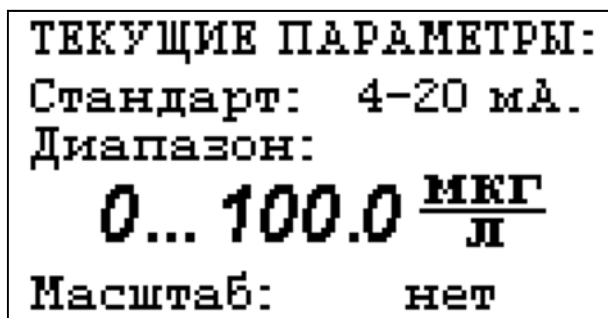 ТЕКУЩИЕ ПАРАМЕТРЫ:
Стандарт: 4-20 мА.
Диапазон:
0... 100.0 мкг/л
Масштаб: нет